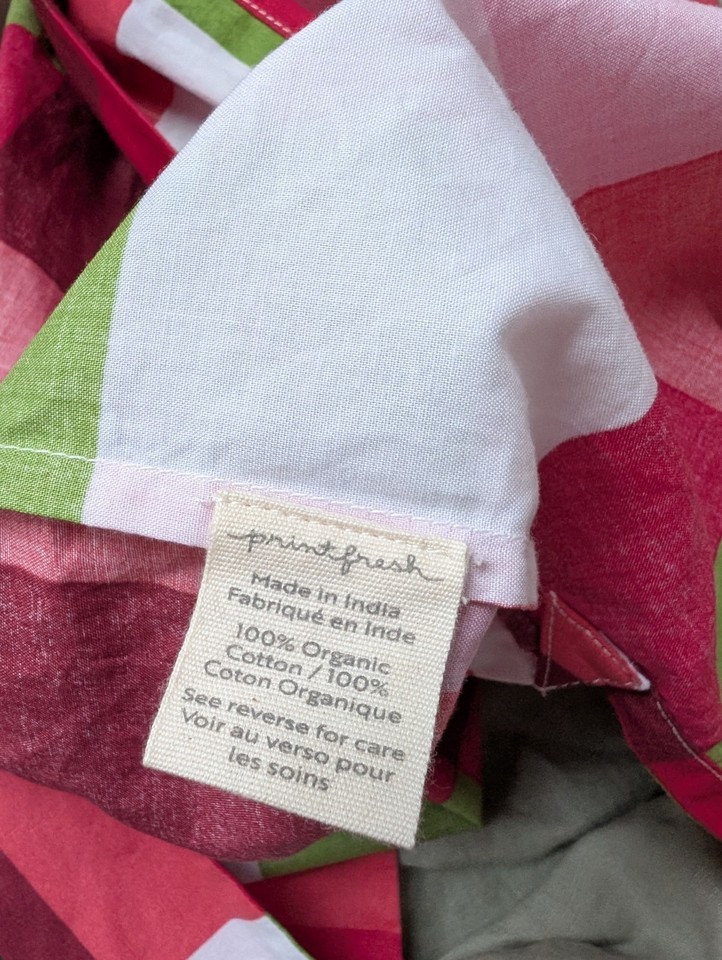 printfresh
Made in India
Fabriqué en Inde
100% Organic
Cotton / 100%
Coton Organique
See reverse for care
Voir au verso pour
les soins